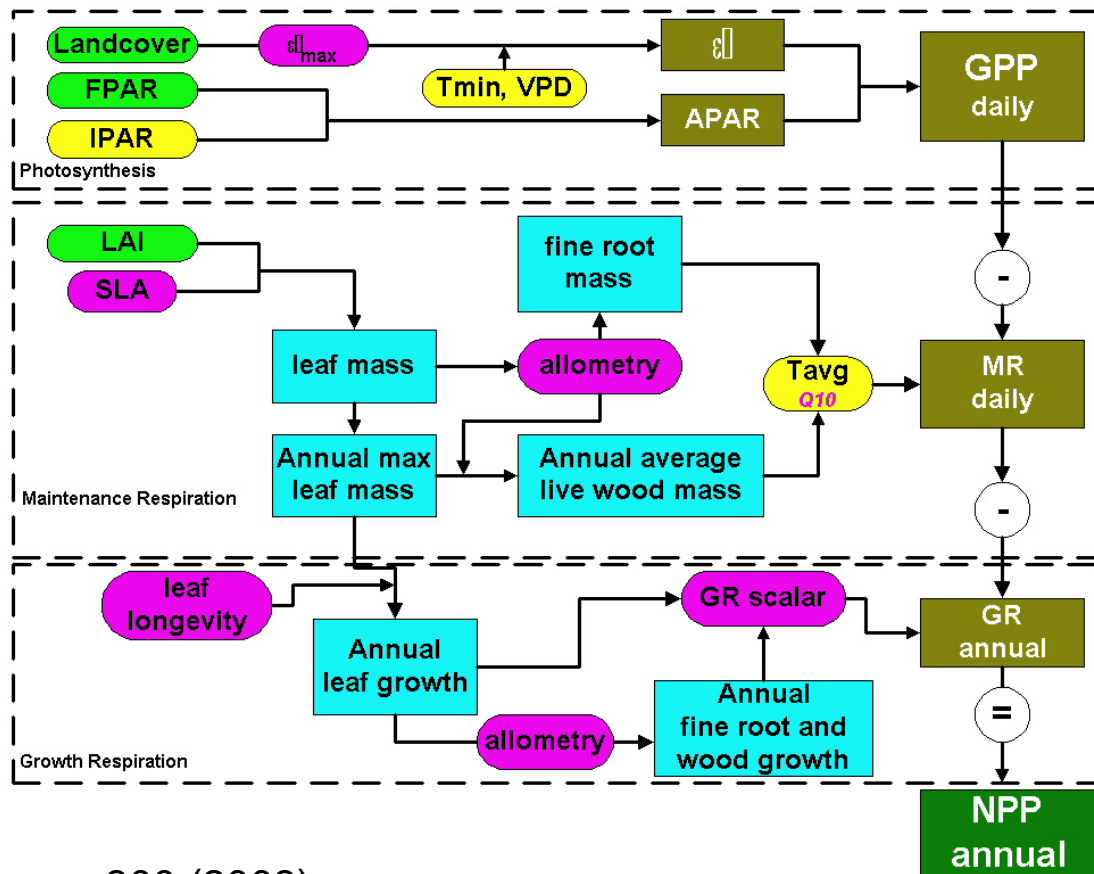 Landcover
ε▯max
ε▯
GPP
daily
FPAR
Tmin, VPD
IPAR
APAR
Photosynthesis
LAI
SLA
fine root
mass
-
leaf mass
allometry
Tavg
Q10
MR
daily
Annual max
leaf mass
Annual average
live wood mass
Maintenance Respiration
-
leaf
longevity
GR scalar
GR
annual
Annual
leaf growth
Annual
fine root and
wood growth
allometry
=
Growth Respiration
NPP
annual